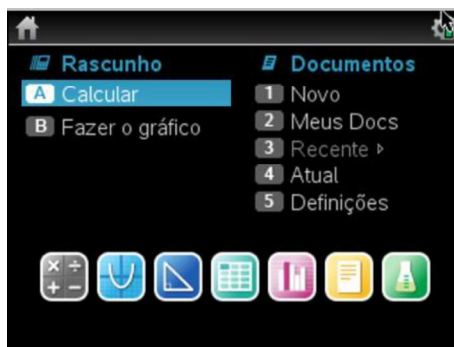 Rascunho
A Calcular
B Fazer o gráfico
Documentos
1 Novo
2 Meus Docs
3 Recente ▹
4 Atual
5 Definições